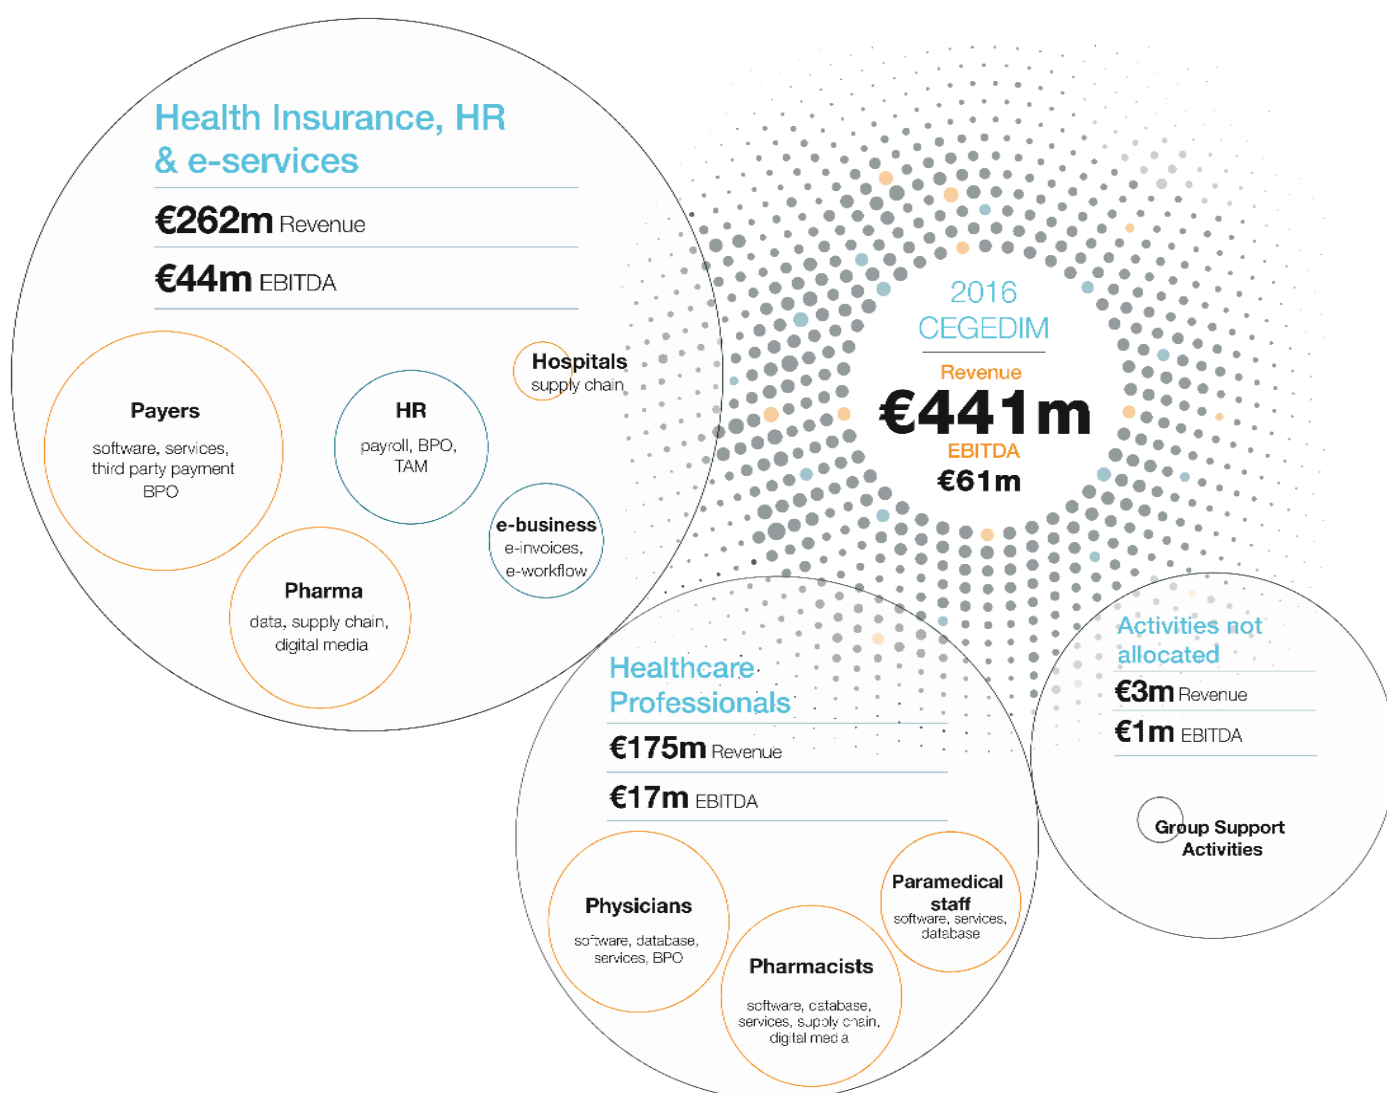 Health Insurance, HR
& e-services
€262m Revenue
€44m EBITDA
Hospitals
supply chain
Payers
software, services,
third party payment
BPO
HR
payroll, BPO,
TAM
e-business
e-invoices,
e-workflow
Pharma
data, supply chain,
digital media
2016
CEGEDIM
Revenue
€441m
EBITDA
€61m
Healthcare
Professionals
€175m Revenue
€17m EBITDA
Physicians
software, database,
services, BPO
Pharmacists
software, database,
services, supply chain,
digital media
Paramedical
staff
software, services,
database
Activities not
allocated
€3m Revenue
€1m EBITDA
Group Support
Activities